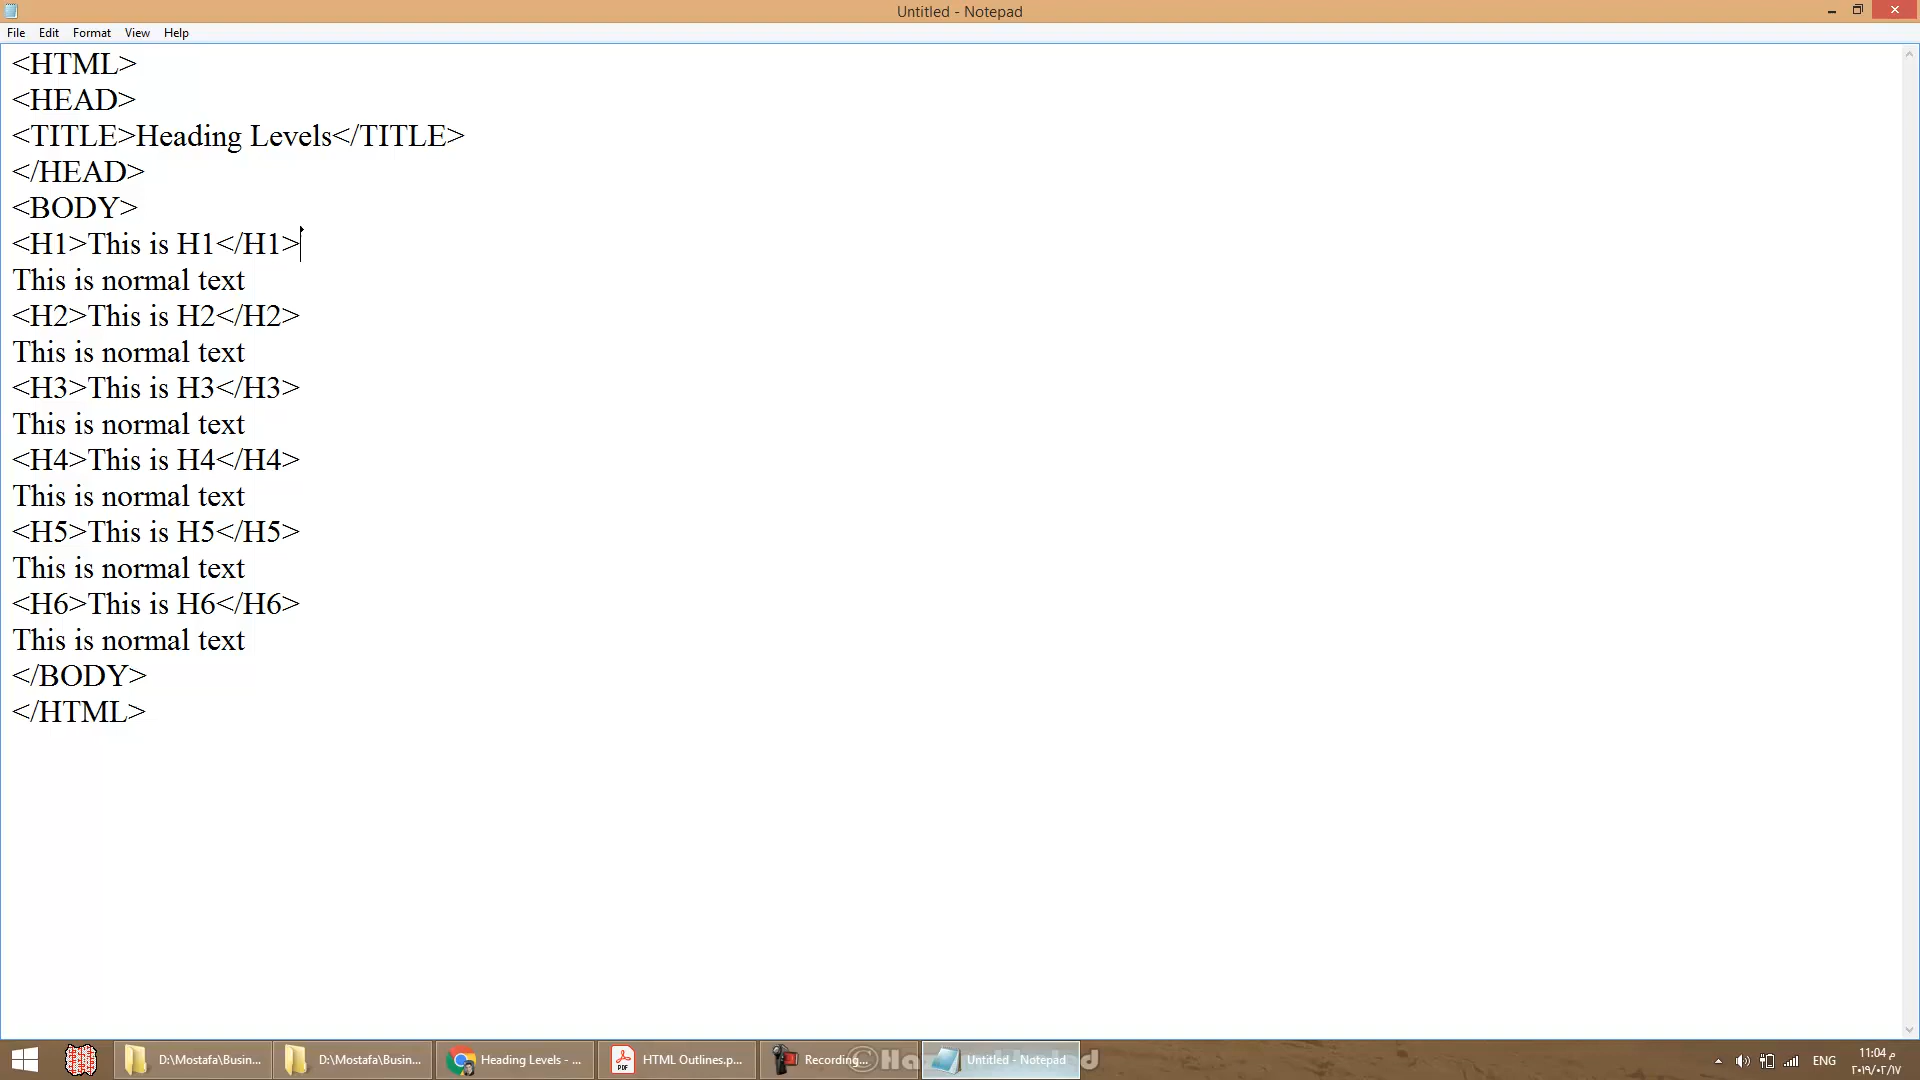 Untitled - Notepad
File Edit Format View Help
<HTML>
<HEAD>
<TITLE>Heading Levels</TITLE>
</HEAD>
<BODY>
<H1>This is H1</H1>
This is normal text
<H2>This is H2</H2>
This is normal text
<H3>This is H3</H3>
This is normal text
<H4>This is H4</H4>
This is normal text
<H5>This is H5</H5>
This is normal text
<H6>This is H6</H6>
This is normal text
</BODY>
</HTML>
D:\Mostafa\Busin...
D:\Mostafa\Busin...
Heading Levels - ...
HTML Outlines.p...
Recording...
Untitled - Notepad
ENG
11:04 م
٢٠١٩/٠٢/١٧